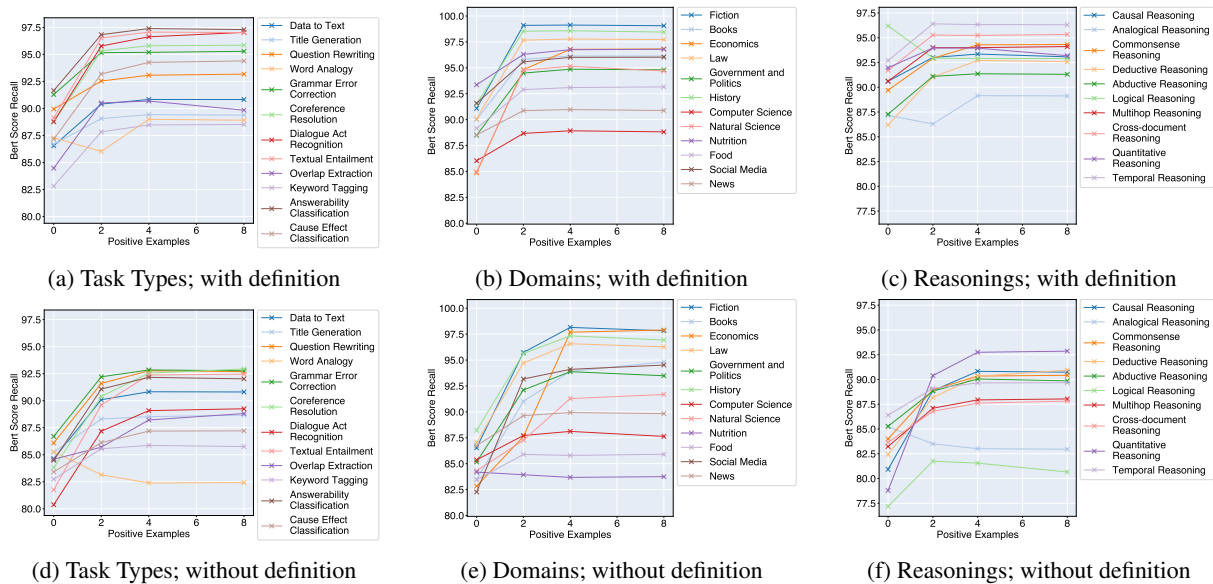 97.5
95.0
92.5
90.0
87.5
85.0
82.5
80.0
Bert Score Recall
0 2 4 6 8
Positive Examples
Data to Text
Title Generation
Question Rewriting
Word Analogy
Grammar Error
Correction
Coreference
Resolution
Dialogue Act
Recognition
Textual Entailment
Overlap Extraction
Keyword Tagging
Answerability
Classification
Cause Effect
Classification
(a) Task Types; with definition
100.0
97.5
95.0
92.5
90.0
87.5
85.0
82.5
80.0
Bert Score Recall
0 2 4 6 8
Positive Examples
Fiction
Books
Economics
Law
Government and
Politics
History
Computer Science
Natural Science
Nutrition
Food
Social Media
News
(b) Domains; with definition
97.5
95.0
92.5
90.0
87.5
85.0
82.5
80.0
77.5
Bert Score Recall
0 2 4 6 8
Positive Examples
Causal Reasoning
Analogical Reasoning
Commonsense
Reasoning
Deductive Reasoning
Abductive Reasoning
Logical Reasoning
Multihop Reasoning
Cross-document
Reasoning
Quantitative
Reasoning
Temporal Reasoning
(c) Reasonings; with definition
97.5
95.0
92.5
90.0
87.5
85.0
82.5
80.0
Bert Score Recall
0 2 4 6 8
Positive Examples
Data to Text
Title Generation
Question Rewriting
Word Analogy
Grammar Error
Correction
Coreference
Resolution
Dialogue Act
Recognition
Textual Entailment
Overlap Extraction
Keyword Tagging
Answerability
Classification
Cause Effect
Classification
(d) Task Types; without definition
100.0
97.5
95.0
92.5
90.0
87.5
85.0
82.5
80.0
Bert Score Recall
0 2 4 6 8
Positive Examples
Fiction
Books
Economics
Law
Government and
Politics
History
Computer Science
Natural Science
Nutrition
Food
Social Media
News
(e) Domains; without definition
97.5
95.0
92.5
90.0
87.5
85.0
82.5
80.0
77.5
Bert Score Recall
0 2 4 6 8
Positive Examples
Causal Reasoning
Analogical Reasoning
Commonsense
Reasoning
Deductive Reasoning
Abductive Reasoning
Logical Reasoning
Multihop Reasoning
Cross-document
Reasoning
Quantitative
Reasoning
Temporal Reasoning
(f) Reasonings; without definition